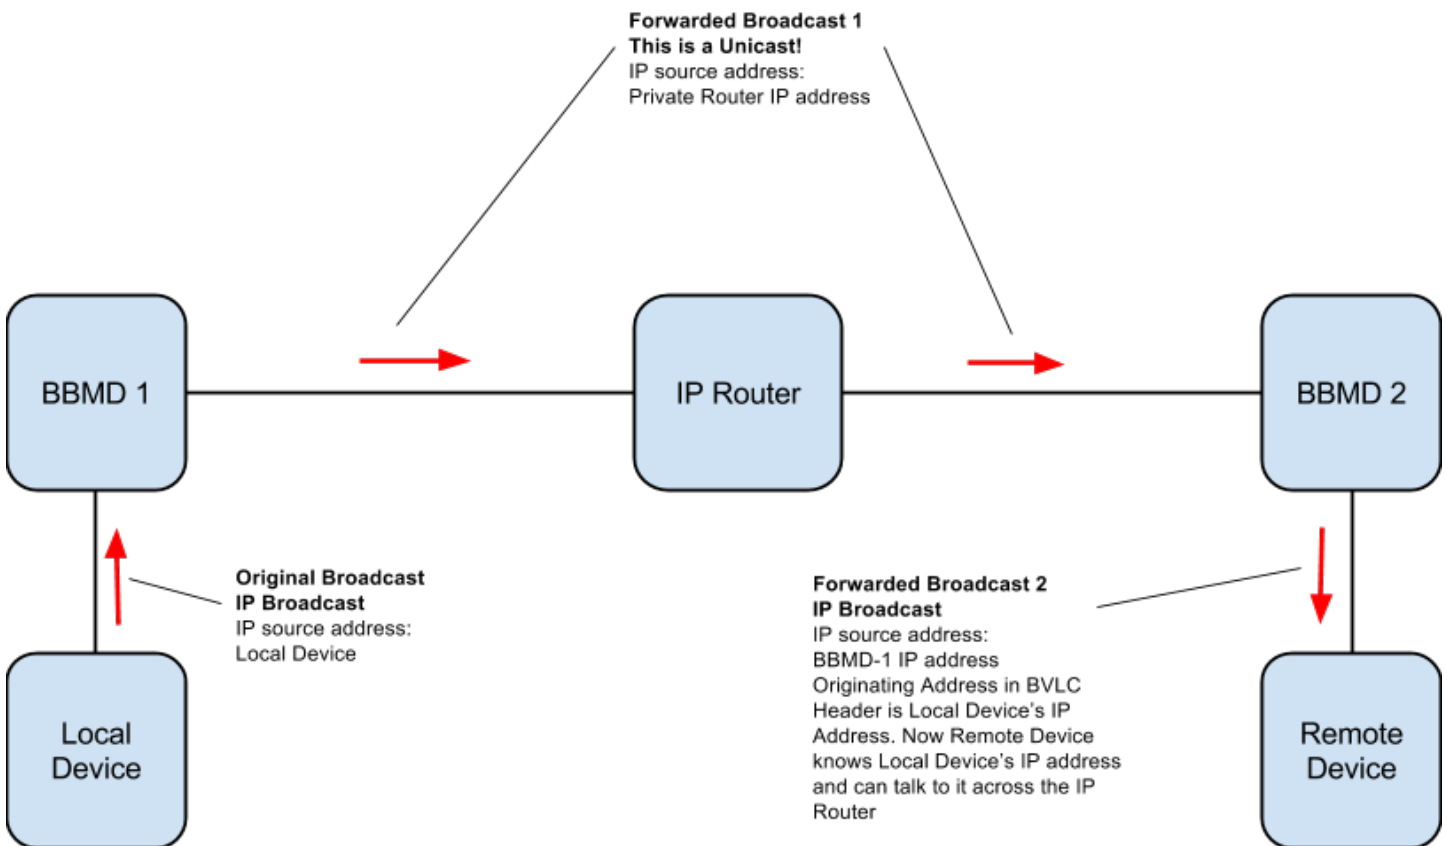 Forwarded Broadcast 1
This is a Unicast!
IP source address:
Private Router IP address
BBMD 1
IP Router
BBMD 2
Original Broadcast
IP Broadcast
IP source address:
Local Device
Forwarded Broadcast 2
IP Broadcast
IP source address:
BBMD-1 IP address
Originating Address in BVLC
Header is Local Device's IP
Address. Now Remote Device
knows Local Device's IP address
and can talk to it across the IP
Router
Local
Device
Remote
Device